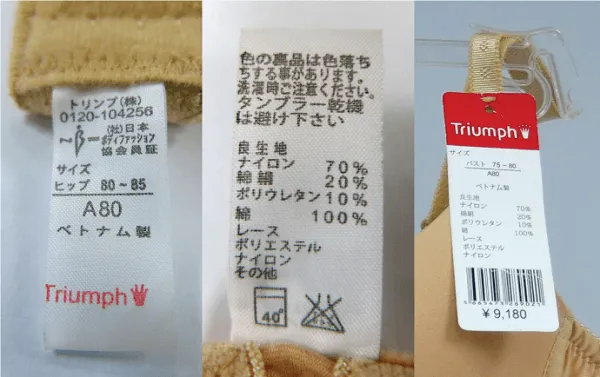 トリンプ(株)
0120-104256
(社)日本
ボディファッション
協会員証
サイズ
ヒップ 80~85
A80
ベトナム製
Triumph
色の裏品は色落ち
ちする事があります。
洗濯時ご注意ください。
タンブラー乾機
は避け下さい
良生地
ナイロン 70%
綿絹 20%
ポリウレタン 10%
綿 100%
レース
ポリエステル
ナイロン
その他
40
Triumph
サイズ
バスト 75-80
A80
ベトナム製
良生地
ナイロン 70%
綿絹 20%
ポリウレタン 10%
綿 100%
レース
ポリエステル
ナイロン
¥9,180